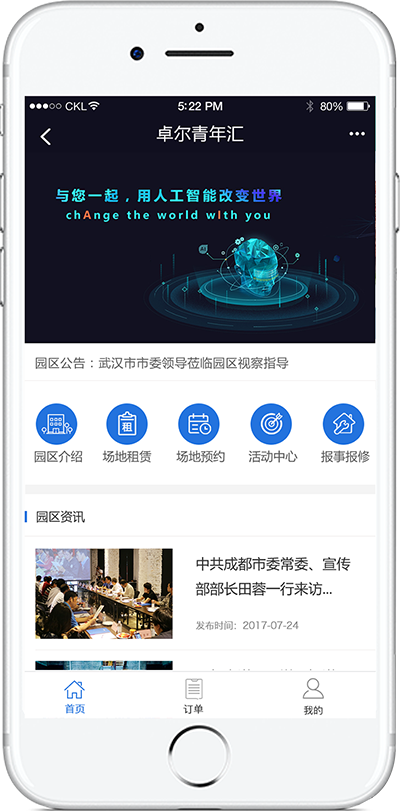 CKL 5:22 PM 80%
卓尔青年汇
与您一起，用人工智能改变世界
chAnge the world wIth you
园区公告：武汉市市委领导莅临园区视察指导
租
园区介绍 场地租赁 场地预约 活动中心 报事报修
园区资讯
中共成都市委常委、宣传
部部长田蓉一行来访...
发布时间：2017-07-24
首页 订单 我的